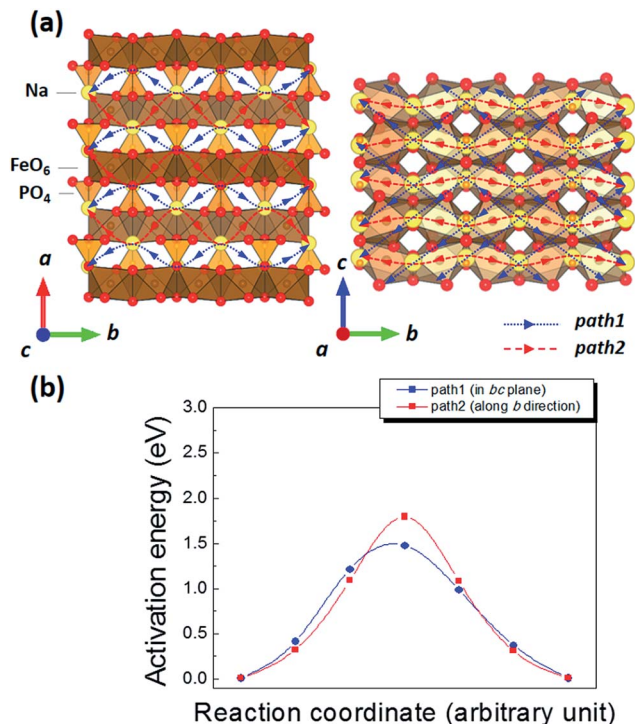 (a)
Na
FeO₆
PO₄
a
c
b
c
a
b
path1
path2
(b)
path1 (in bc plane)
path2 (along b direction)
Activation energy (eV)
3.0
2.5
2.0
1.5
1.0
0.5
0.0
Reaction coordinate (arbitrary unit)